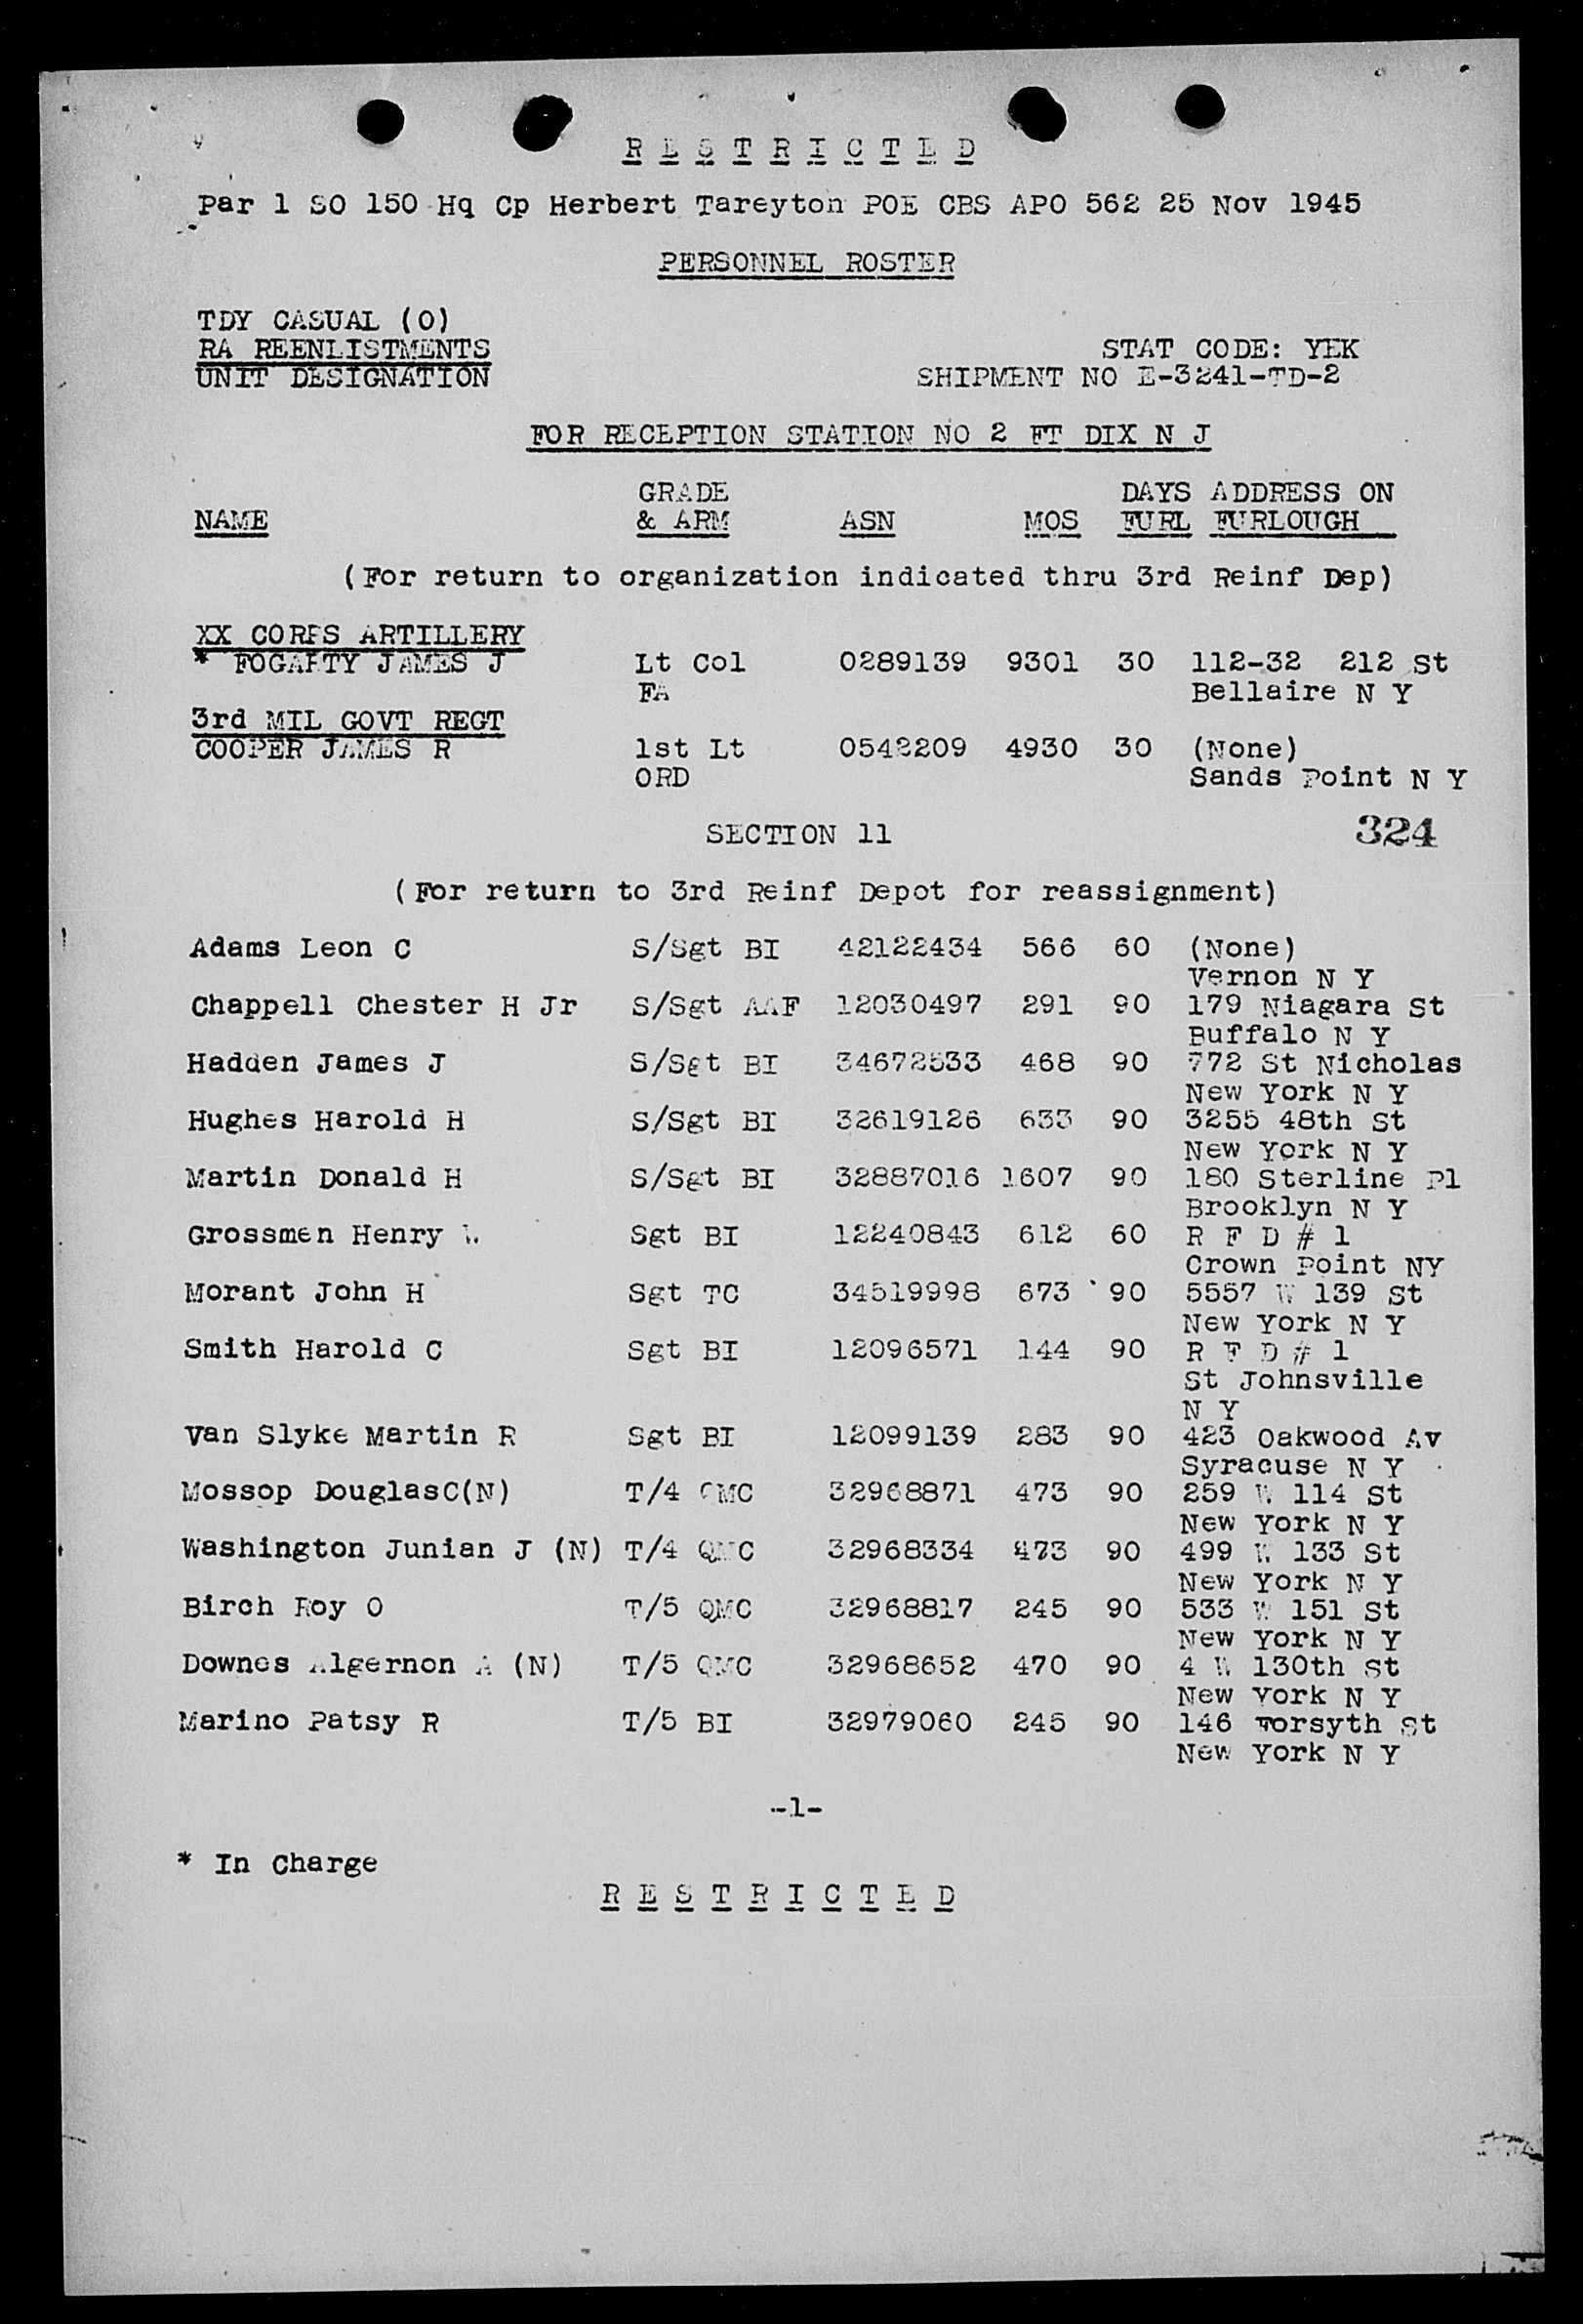 R E S T R I C T E D
Par 1 SO 150 Hq Cp Herbert Tareyton POE CBS APO 562 25 Nov 1945
PERSONNEL ROSTER
TDY CASUAL (O)
RA REENLISTMENTS STAT CODE: YEK
UNIT DESIGNATION SHIPMENT NO E-3241-TD-2
FOR RECEPTION STATION NO 2 FT DIX N J
GRADE DAYS ADDRESS ON
NAME & ARM ASN MOS FURL FURLOUGH
(For return to organization indicated thru 3rd Reinf Dep)
XX CORPS ARTILLERY
* FOGARTY JAMES J Lt Col 0289139 9301 30 112-32 212 St
FA Bellaire N Y
3rd MIL GOVT REGT
COOPER JAMES R 1st Lt 0542209 4930 30 (None)
ORD Sands Point N Y
SECTION 11 324
(For return to 3rd Reinf Depot for reassignment)
Adams Leon C S/Sgt BI 42122434 566 60 (None)
Vernon N Y
Chappell Chester H Jr S/Sgt AAF 12030497 291 90 179 Niagara St
Buffalo N Y
Hadden James J S/Sgt BI 34672533 468 90 772 St Nicholas
New York N Y
Hughes Harold H S/Sgt BI 32619126 633 90 3255 48th St
New York N Y
Martin Donald H S/Sgt BI 32887016 1607 90 180 Sterline Pl
Brooklyn N Y
Grossmen Henry W Sgt BI 12240843 612 60 R F D # 1
Crown Point NY
Morant John H Sgt TC 34519998 673 90 5557 W 139 St
New York N Y
Smith Harold C Sgt BI 12096571 144 90 R F D # 1
St Johnsville
N Y
Van Slyke Martin R Sgt BI 12099139 283 90 423 Oakwood Av
Syracuse N Y
Mossop DouglasC(N) T/4 QMC 32968871 473 90 259 W 114 St
New York N Y
Washington Junian J (N) T/4 QMC 32968334 473 90 499 W 133 St
New York N Y
Birch Roy O T/5 QMC 32968817 245 90 533 W 151 St
New York N Y
Downes Algernon A (N) T/5 QMC 32968652 470 90 4 W 130th St
New York N Y
Marino Patsy R T/5 BI 32979060 245 90 146 Forsyth St
New York N Y
-1-
* In Charge
R E S T R I C T E D